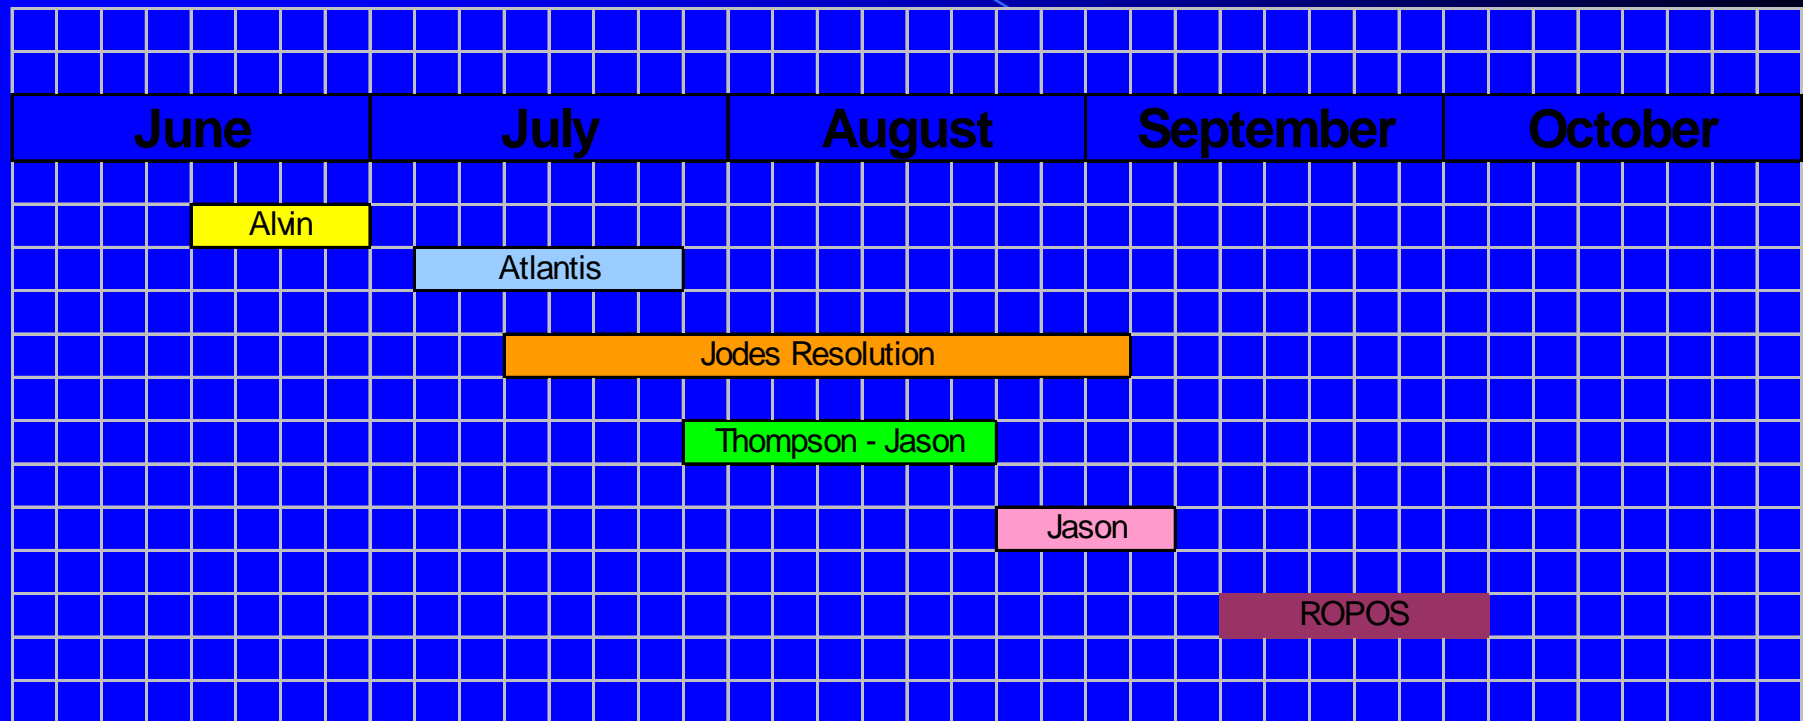 June July August September October
Alvin
Atlantis
Jodes Resolution
Thompson - Jason
Jason
ROPOS